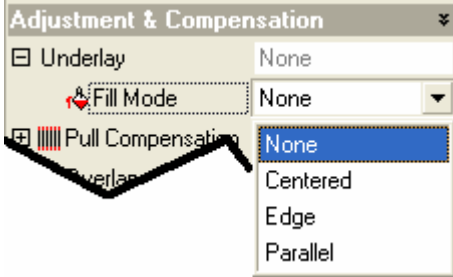 Adjustment & Compensation
Underlay None
Fill Mode None
Pull Compensation None
Centered
Edge
Parallel